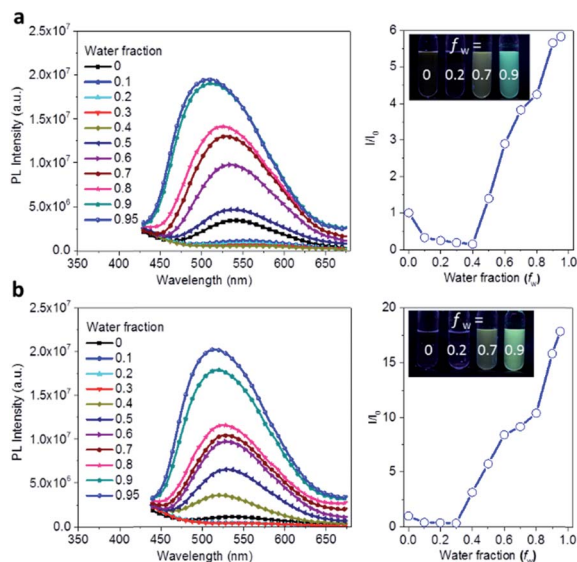 a
PL Intensity (a.u.)
2.5x10⁷
2.0x10⁷
1.5x10⁷
1.0x10⁷
5.0x10⁶
0.0
Water fraction
0
0.1
0.2
0.3
0.4
0.5
0.6
0.7
0.8
0.9
0.95
350 400 450 500 550 600 650
Wavelength (nm)
I/I₀
6
5
4
3
2
1
0
f w =
0 0.2 0.7 0.9
0.0 0.2 0.4 0.6 0.8 1.0
Water fraction (fw)
b
PL Intensity (a.u.)
2.5x10⁷
2.0x10⁷
1.5x10⁷
1.0x10⁷
5.0x10⁶
0.0
Water fraction
0
0.1
0.2
0.3
0.4
0.5
0.6
0.7
0.8
0.9
0.95
350 400 450 500 550 600 650
Wavelength (nm)
I/I₀
20
15
10
5
0
f w =
0 0.2 0.7 0.9
0.0 0.2 0.4 0.6 0.8 1.0
Water fraction (fw)